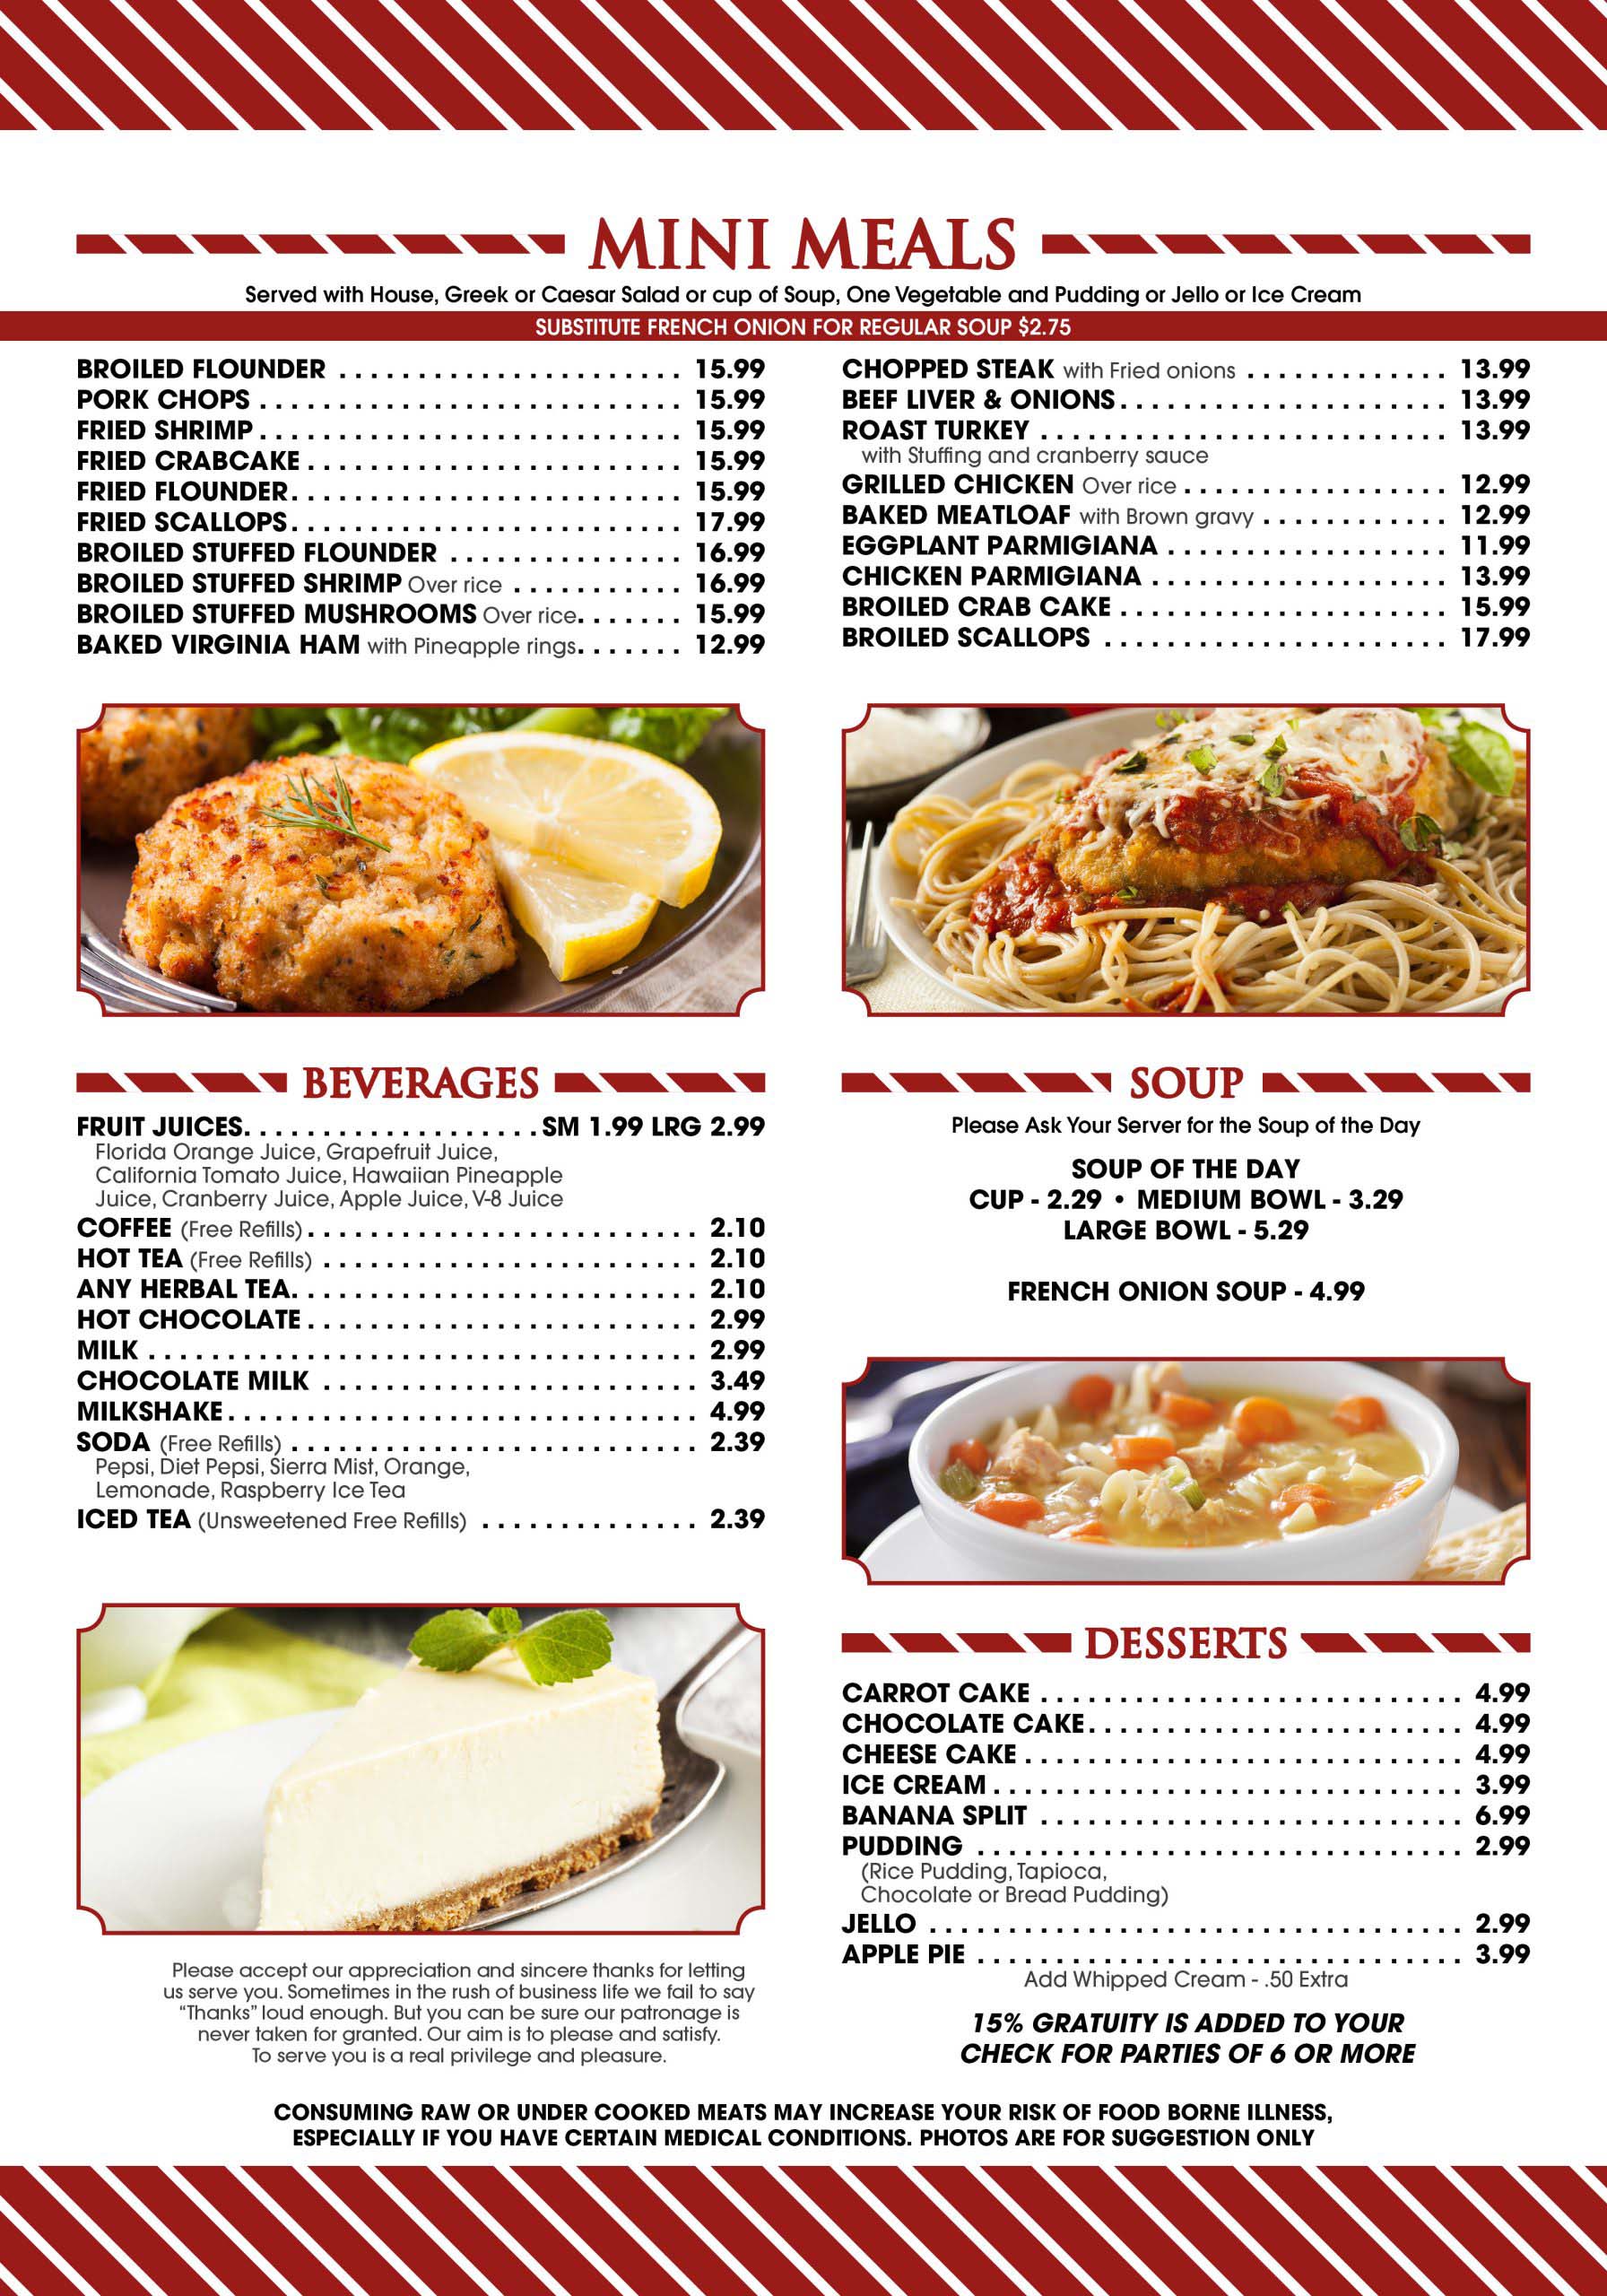 MINI MEALS
Served with House, Greek or Caesar Salad or cup of Soup, One Vegetable and Pudding or Jello or Ice Cream
SUBSTITUTE FRENCH ONION FOR REGULAR SOUP $2.75
BROILED FLOUNDER . . . . . . . . . . . . . . . . . . . . . . 15.99
PORK CHOPS . . . . . . . . . . . . . . . . . . . . . . . . . . . 15.99
FRIED SHRIMP . . . . . . . . . . . . . . . . . . . . . . . . . . . 15.99
FRIED CRABCAKE . . . . . . . . . . . . . . . . . . . . . . . . 15.99
FRIED FLOUNDER. . . . . . . . . . . . . . . . . . . . . . . . . 15.99
FRIED SCALLOPS. . . . . . . . . . . . . . . . . . . . . . . . . 17.99
BROILED STUFFED FLOUNDER . . . . . . . . . . . . . . . 16.99
BROILED STUFFED SHRIMP Over rice . . . . . . . . . . . 16.99
BROILED STUFFED MUSHROOMS Over rice. . . . . . . 15.99
BAKED VIRGINIA HAM with Pineapple rings. . . . . . . 12.99
CHOPPED STEAK with Fried onions . . . . . . . . . . . . . 13.99
BEEF LIVER & ONIONS. . . . . . . . . . . . . . . . . . . . . 13.99
ROAST TURKEY . . . . . . . . . . . . . . . . . . . . . . . . . . 13.99
with Stuffing and cranberry sauce
GRILLED CHICKEN Over rice . . . . . . . . . . . . . . . . . 12.99
BAKED MEATLOAF with Brown gravy . . . . . . . . . . . . 12.99
EGGPLANT PARMIGIANA . . . . . . . . . . . . . . . . . . 11.99
CHICKEN PARMIGIANA . . . . . . . . . . . . . . . . . . . 13.99
BROILED CRAB CAKE . . . . . . . . . . . . . . . . . . . . . 15.99
BROILED SCALLOPS . . . . . . . . . . . . . . . . . . . . . . 17.99
BEVERAGES
FRUIT JUICES. . . . . . . . . . . . . . . . . . . SM 1.99 LRG 2.99
Florida Orange Juice, Grapefruit Juice,
California Tomato Juice, Hawaiian Pineapple
Juice, Cranberry Juice, Apple Juice, V-8 Juice
COFFEE (Free Refills) . . . . . . . . . . . . . . . . . . . . . . . . . 2.10
HOT TEA (Free Refills) . . . . . . . . . . . . . . . . . . . . . . . . 2.10
ANY HERBAL TEA. . . . . . . . . . . . . . . . . . . . . . . . . . 2.10
HOT CHOCOLATE . . . . . . . . . . . . . . . . . . . . . . . . . 2.99
MILK . . . . . . . . . . . . . . . . . . . . . . . . . . . . . . . . . . . 2.99
CHOCOLATE MILK . . . . . . . . . . . . . . . . . . . . . . . . 3.49
MILKSHAKE. . . . . . . . . . . . . . . . . . . . . . . . . . . . . . 4.99
SODA (Free Refills) . . . . . . . . . . . . . . . . . . . . . . . . . . 2.39
Pepsi, Diet Pepsi, Sierra Mist, Orange,
Lemonade, Raspberry Ice Tea
ICED TEA (Unsweetened Free Refills) . . . . . . . . . . . . . . 2.39
Please accept our appreciation and sincere thanks for letting
us serve you. Sometimes in the rush of business life we fail to say
"Thanks" loud enough. But you can be sure our patronage is
never taken for granted. Our aim is to please and satisfy.
To serve you is a real privilege and pleasure.
SOUP
Please Ask Your Server for the Soup of the Day
SOUP OF THE DAY
CUP - 2.29 • MEDIUM BOWL - 3.29
LARGE BOWL - 5.29
FRENCH ONION SOUP - 4.99
DESSERTS
CARROT CAKE . . . . . . . . . . . . . . . . . . . . . . . . . . . 4.99
CHOCOLATE CAKE. . . . . . . . . . . . . . . . . . . . . . . . 4.99
CHEESE CAKE . . . . . . . . . . . . . . . . . . . . . . . . . . . . 4.99
ICE CREAM . . . . . . . . . . . . . . . . . . . . . . . . . . . . . . 3.99
BANANA SPLIT . . . . . . . . . . . . . . . . . . . . . . . . . . . 6.99
PUDDING . . . . . . . . . . . . . . . . . . . . . . . . . . . . . . . 2.99
(Rice Pudding, Tapioca,
Chocolate or Bread Pudding)
JELLO . . . . . . . . . . . . . . . . . . . . . . . . . . . . . . . . . . 2.99
APPLE PIE . . . . . . . . . . . . . . . . . . . . . . . . . . . . . . . 3.99
Add Whipped Cream - .50 Extra
15% GRATUITY IS ADDED TO YOUR
CHECK FOR PARTIES OF 6 OR MORE
CONSUMING RAW OR UNDER COOKED MEATS MAY INCREASE YOUR RISK OF FOOD BORNE ILLNESS,
ESPECIALLY IF YOU HAVE CERTAIN MEDICAL CONDITIONS. PHOTOS ARE FOR SUGGESTION ONLY